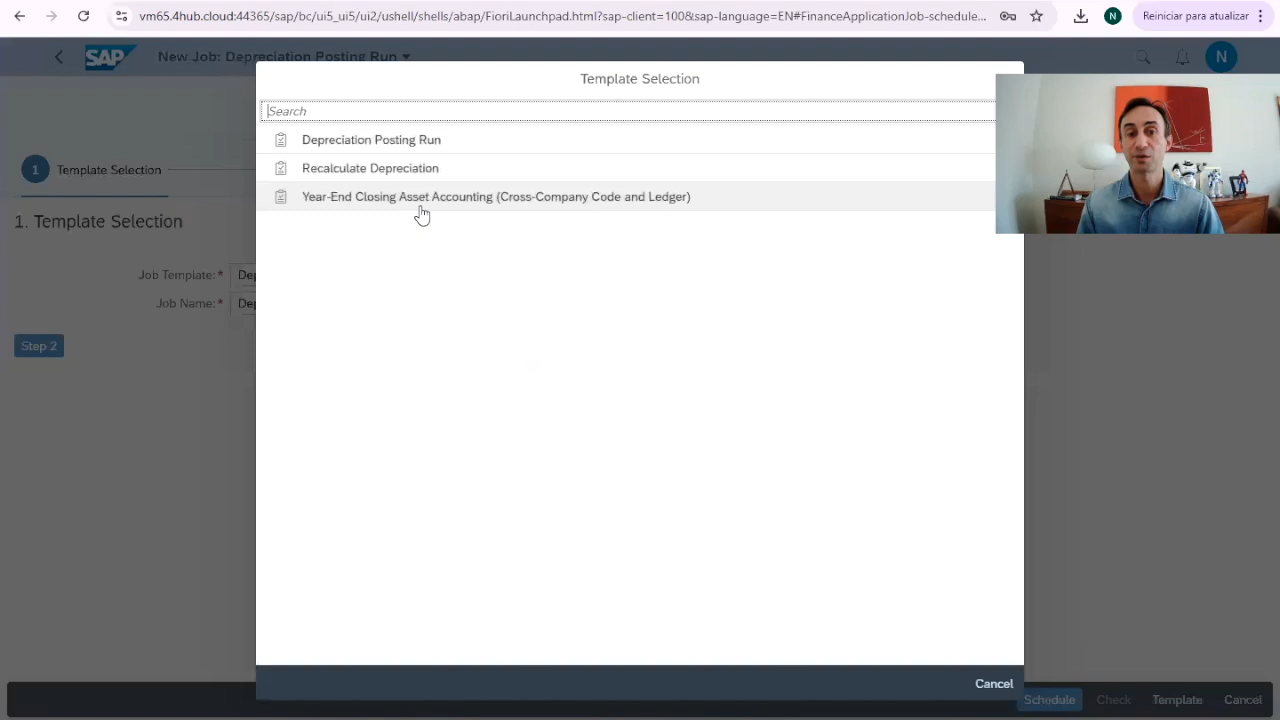 vm65.4hub.cloud:44365/sap/bc/ui5_ui5/ui2/ushell/shells/abap/FioriLaunchpad.html?sap-client=100&sap-language=EN#FinanceApplicationJob-schedule...
N
Reiniciar para atualizar
SAP
New Job: Depreciation Posting Run
N
Template Selection
Search
Depreciation Posting Run
Recalculate Depreciation
Year-End Closing Asset Accounting (Cross-Company Code and Ledger)
1
Template Selection
1. Template Selection
Job Template: *
Dep
Job Name: *
Dep
Step 2
Cancel
Schedule
Check
Template
Cancel